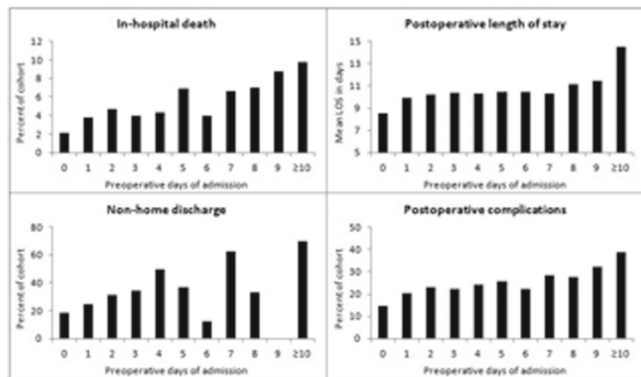 In-hospital death
Percent of cohort
12
10
8
6
4
2
0
0 1 2 3 4 5 6 7 8 9 ≥10
Preoperative days of admission
Postoperative length of stay
Mean LOS in days
15
13
11
9
7
5
0 1 2 3 4 5 6 7 8 9 ≥10
Preoperative days of admission
Non-home discharge
Percent of cohort
80
60
40
20
0
0 1 2 3 4 5 6 7 8 9 ≥10
Preoperative days of admission
Postoperative complications
Percent of cohort
50
40
30
20
10
0
0 1 2 3 4 5 6 7 8 9 ≥10
Preoperative days of admission